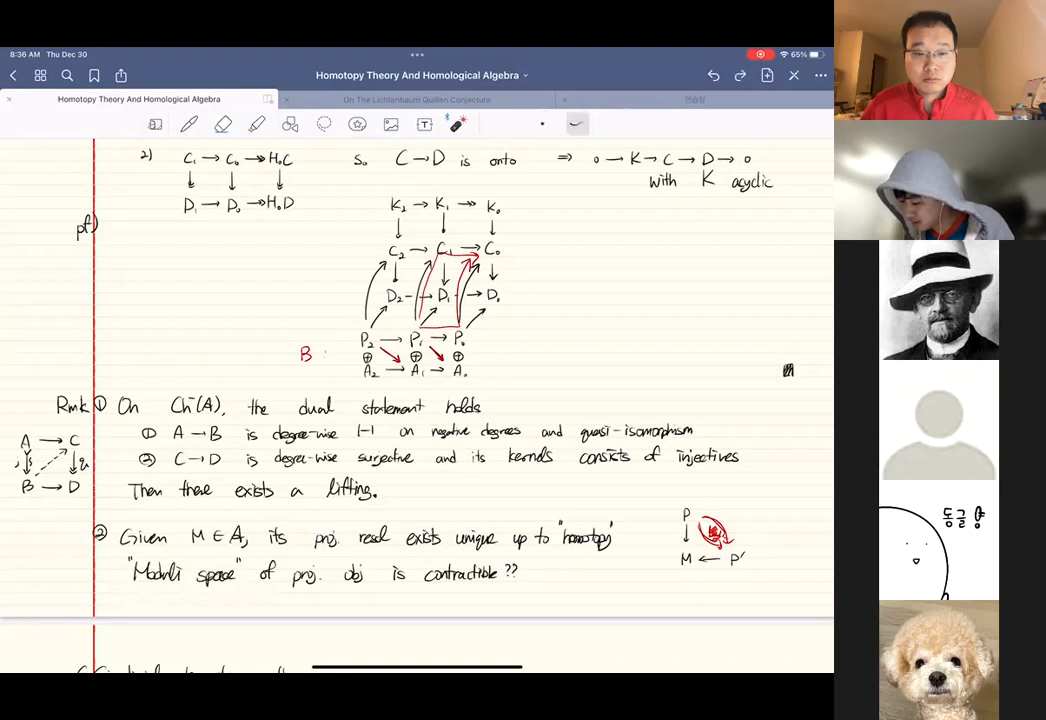 8:36 AM Thu Dec 30
65%
Homotopy Theory And Homological Algebra
Homotopy Theory And Homological Algebra
On The Lichtenbaum Quillen Conjecture
연습장
2) C₁ → C₀ ↠ H₀C
D₁ → D₀ ↠ H₀D
So C → D is onto ⇒ 0 → K → C → D → 0
with K acyclic
pf)
K₂ → K₁ ↠ K₀
C₂ → C₁ → C₀
D₂ → D₁ → D₀
P₂ → P₁ → P₀
B ⊕ ⊕ ⊕
A₂ → A₁ → A₀
Rmk ① On Ch⁻(A), the dual statement holds
① A → B is degree-wise 1-1 on negative degrees and quasi-isomorphism
② C → D is degree-wise surjective and its kernels consists of injectives
Then there exists a lifting.
A → C
B → D
② Given M ∈ A, its proj. resol exists unique up to "homotopy"
"Moduli space" of proj. obj is contractible ??
P
M ← P'
동글